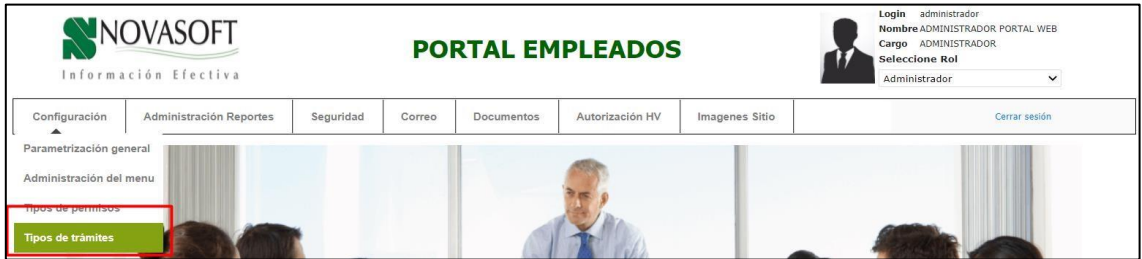 NOVASOFT
Información Efectiva
PORTAL EMPLEADOS
Login administrador
Nombre ADMINISTRADOR PORTAL WEB
Cargo ADMINISTRADOR
Seleccione Rol
Administrador
Configuración Administración Reportes Seguridad Correo Documentos Autorización HV Imagenes Sitio Cerrar sesión
Parametrización general
Administración del menu
Tipos de permisos
Tipos de trámites